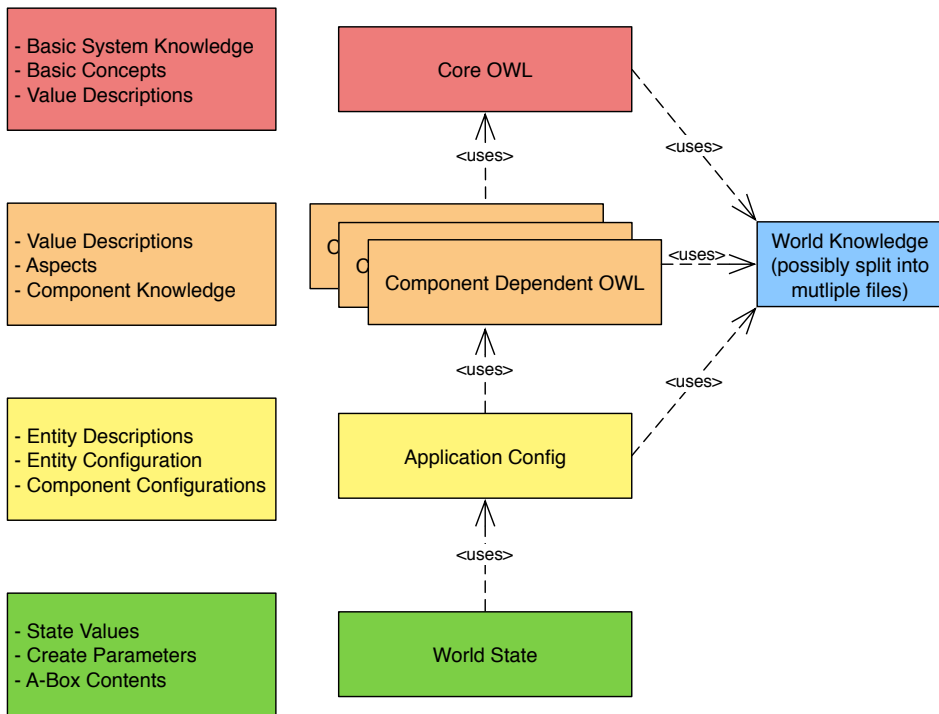 - Basic System Knowledge
- Basic Concepts
- Value Descriptions
Core OWL
<uses>
<uses>
- Value Descriptions
- Aspects
- Component Knowledge
C
C
Component Dependent OWL
<uses>
World Knowledge
(possibly split into
mutliple files)
<uses>
<uses>
- Entity Descriptions
- Entity Configuration
- Component Configurations
Application Config
<uses>
- State Values
- Create Parameters
- A-Box Contents
World State